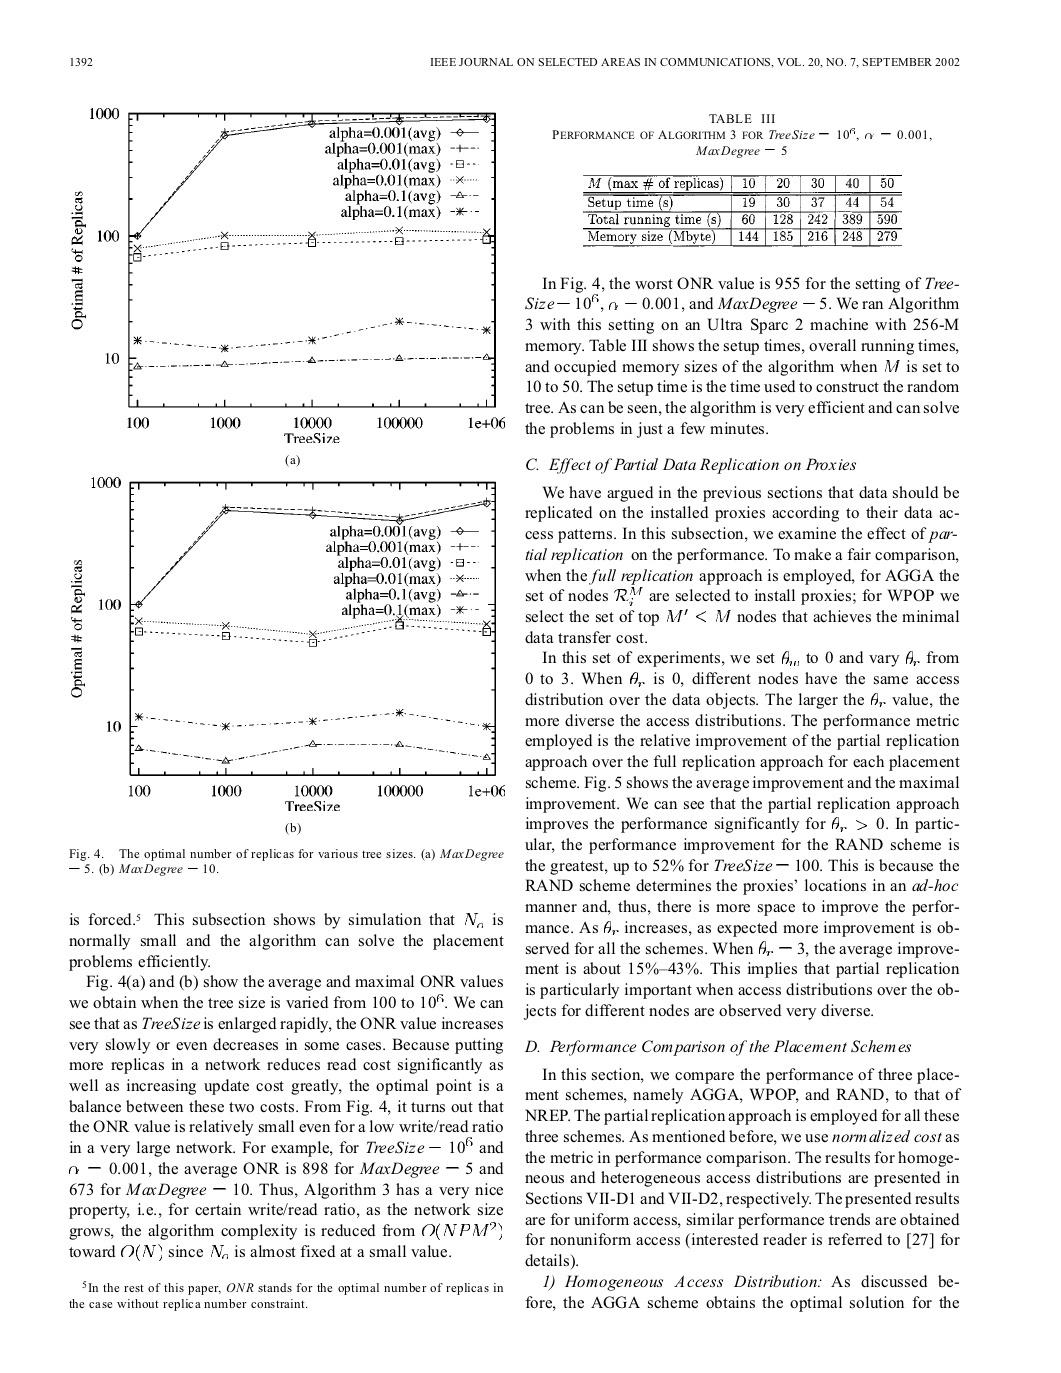 1392
IEEE JOURNAL ON SELECTED AREAS IN COMMUNICATIONS, VOL. 20, NO. 7, SEPTEMBER 2002
1000
100
10
Optimal # of Replicas
alpha=0.001(avg)
alpha=0.001(max)
alpha=0.01(avg)
alpha=0.01(max)
alpha=0.1(avg)
alpha=0.1(max)
100 1000 10000 100000 1e+06
TreeSize
(a)
1000
100
10
Optimal # of Replicas
alpha=0.001(avg)
alpha=0.001(max)
alpha=0.01(avg)
alpha=0.01(max)
alpha=0.1(avg)
alpha=0.1(max)
100 1000 10000 100000 1e+06
TreeSize
(b)
Fig. 4. The optimal number of replicas for various tree sizes. (a) MaxDegree
= 5. (b) MaxDegree = 10.
is forced.⁵ This subsection shows by simulation that Nₒ is
normally small and the algorithm can solve the placement
problems efficiently.
Fig. 4(a) and (b) show the average and maximal ONR values
we obtain when the tree size is varied from 100 to 10⁶. We can
see that as TreeSize is enlarged rapidly, the ONR value increases
very slowly or even decreases in some cases. Because putting
more replicas in a network reduces read cost significantly as
well as increasing update cost greatly, the optimal point is a
balance between these two costs. From Fig. 4, it turns out that
the ONR value is relatively small even for a low write/read ratio
in a very large network. For example, for TreeSize = 10⁶ and
α = 0.001, the average ONR is 898 for MaxDegree = 5 and
673 for MaxDegree = 10. Thus, Algorithm 3 has a very nice
property, i.e., for certain write/read ratio, as the network size
grows, the algorithm complexity is reduced from O(NPM²)
toward O(N) since Nₒ is almost fixed at a small value.
⁵In the rest of this paper, ONR stands for the optimal number of replicas in
the case without replica number constraint.
TABLE III
PERFORMANCE OF ALGORITHM 3 FOR TreeSize = 10⁶, α = 0.001,
MaxDegree = 5
M (max # of replicas) 10 20 30 40 50
Setup time (s) 19 30 37 44 54
Total running time (s) 60 128 242 389 590
Memory size (Mbyte) 144 185 216 248 279
In Fig. 4, the worst ONR value is 955 for the setting of Tree-
Size = 10⁶, α = 0.001, and MaxDegree = 5. We ran Algorithm
3 with this setting on an Ultra Sparc 2 machine with 256-M
memory. Table III shows the setup times, overall running times,
and occupied memory sizes of the algorithm when M is set to
10 to 50. The setup time is the time used to construct the random
tree. As can be seen, the algorithm is very efficient and can solve
the problems in just a few minutes.
C. Effect of Partial Data Replication on Proxies
We have argued in the previous sections that data should be
replicated on the installed proxies according to their data ac-
cess patterns. In this subsection, we examine the effect of par-
tial replication on the performance. To make a fair comparison,
when the full replication approach is employed, for AGGA the
set of nodes ℛᵢᴹ are selected to install proxies; for WPOP we
select the set of top M′ < M nodes that achieves the minimal
data transfer cost.
In this set of experiments, we set θₘ to 0 and vary θᵣ from
0 to 3. When θᵣ is 0, different nodes have the same access
distribution over the data objects. The larger the θᵣ value, the
more diverse the access distributions. The performance metric
employed is the relative improvement of the partial replication
approach over the full replication approach for each placement
scheme. Fig. 5 shows the average improvement and the maximal
improvement. We can see that the partial replication approach
improves the performance significantly for θᵣ > 0. In partic-
ular, the performance improvement for the RAND scheme is
the greatest, up to 52% for TreeSize = 100. This is because the
RAND scheme determines the proxies' locations in an ad-hoc
manner and, thus, there is more space to improve the perfor-
mance. As θᵣ increases, as expected more improvement is ob-
served for all the schemes. When θᵣ = 3, the average improve-
ment is about 15%–43%. This implies that partial replication
is particularly important when access distributions over the ob-
jects for different nodes are observed very diverse.
D. Performance Comparison of the Placement Schemes
In this section, we compare the performance of three place-
ment schemes, namely AGGA, WPOP, and RAND, to that of
NREP. The partial replication approach is employed for all these
three schemes. As mentioned before, we use normalized cost as
the metric in performance comparison. The results for homoge-
neous and heterogeneous access distributions are presented in
Sections VII-D1 and VII-D2, respectively. The presented results
are for uniform access, similar performance trends are obtained
for nonuniform access (interested reader is referred to [27] for
details).
1) Homogeneous Access Distribution: As discussed be-
fore, the AGGA scheme obtains the optimal solution for the